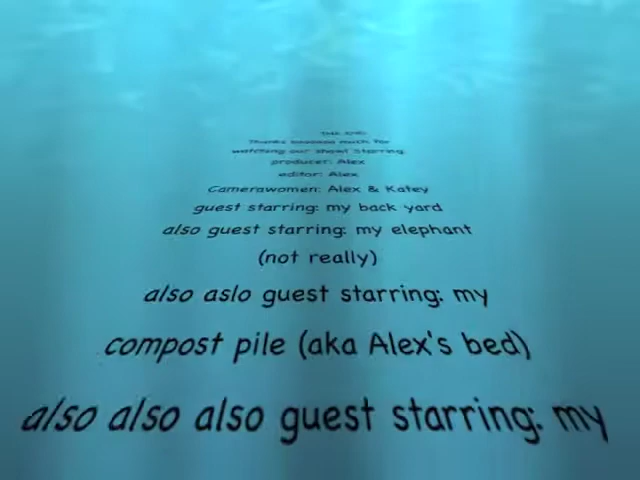 THE END
Thanks soooooo much for
watching our show! Starring
producer: Alex
editor: Alex
Camerawomen: Alex & Katey
guest starring: my back yard
also guest starring: my elephant
(not really)
also aslo guest starring: my
compost pile (aka Alex's bed)
also also also guest starring: my